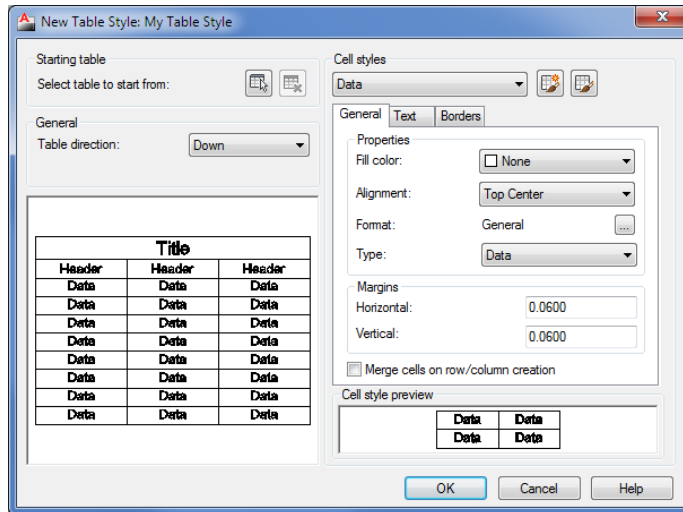 New Table Style: My Table Style
Starting table
Select table to start from:
General
Table direction:
Down
Title
Header Header Header
Data Data Data
Data Data Data
Data Data Data
Data Data Data
Data Data Data
Data Data Data
Data Data Data
Data Data Data
Cell styles
Data
General Text Borders
Properties
Fill color:
None
Alignment:
Top Center
Format:
General
...
Type:
Data
Margins
Horizontal:
0.0600
Vertical:
0.0600
Merge cells on row/column creation
Cell style preview
Data Data
Data Data
OK Cancel Help